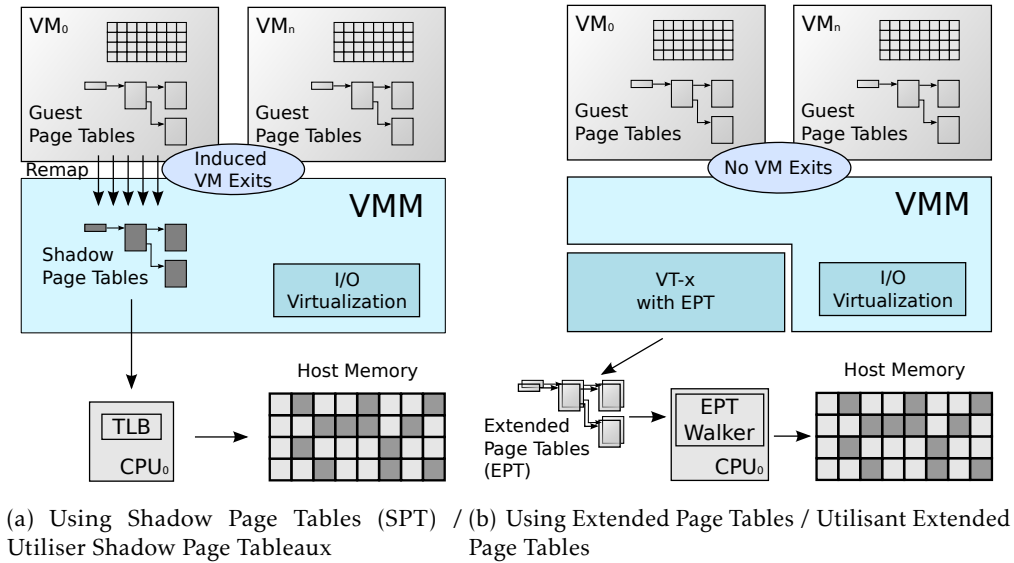 VM₀
Guest
Page Tables
VMₙ
Guest
Page Tables
Remap
Induced
VM Exits
VMM
Shadow
Page Tables
I/O
Virtualization
TLB
CPU₀
Host Memory
(a) Using Shadow Page Tables (SPT) /
Utiliser Shadow Page Tableaux
VM₀
Guest
Page Tables
VMₙ
Guest
Page Tables
No VM Exits
VMM
VT-x
with EPT
I/O
Virtualization
Extended
Page Tables
(EPT)
EPT
Walker
CPU₀
Host Memory
(b) Using Extended Page Tables / Utilisant Extended
Page Tables